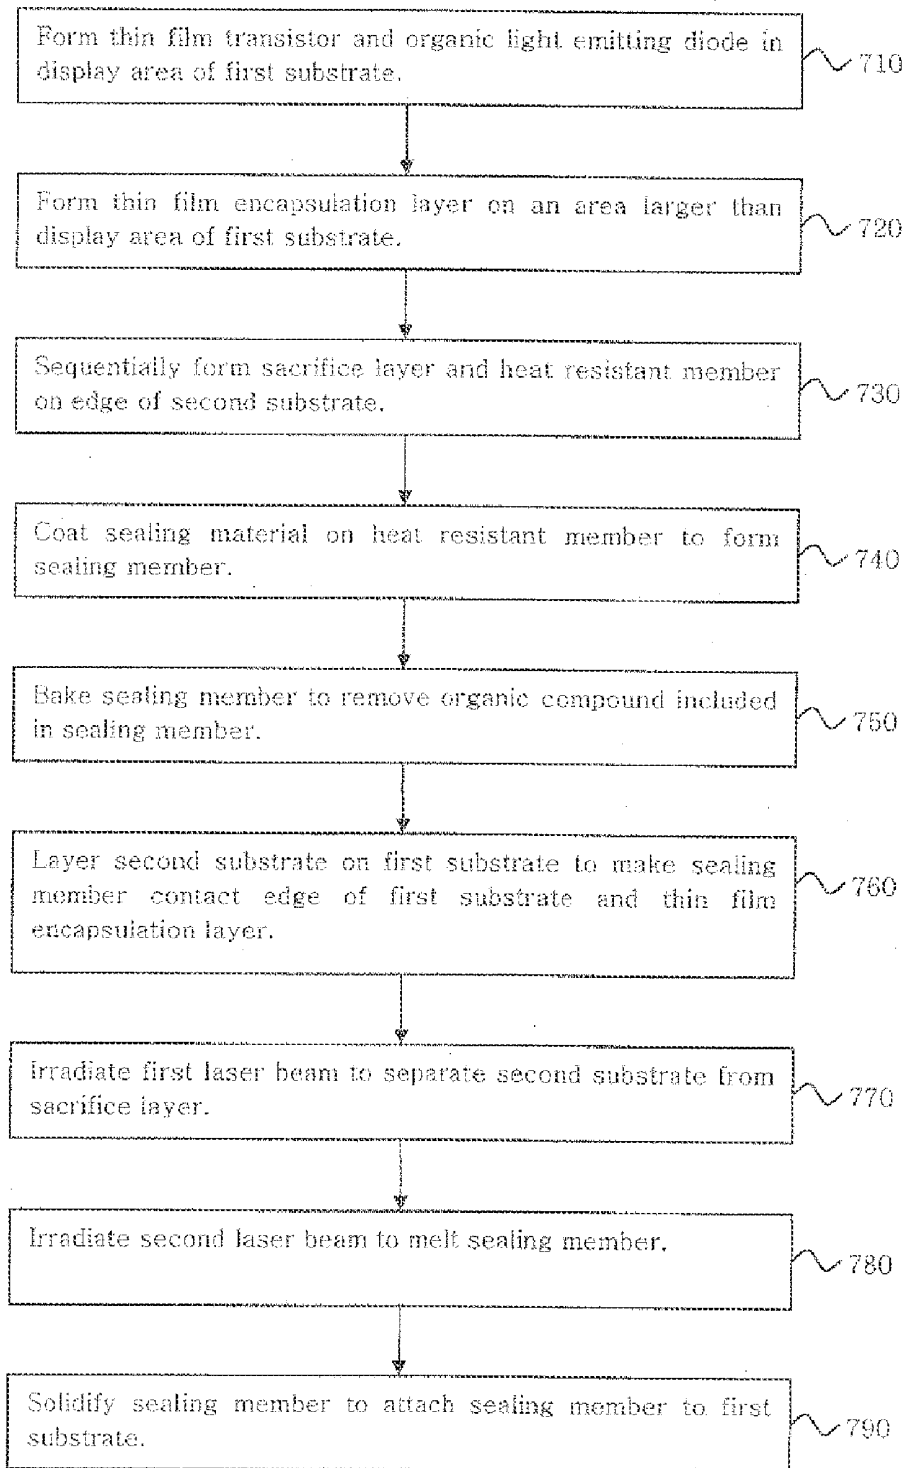 Form thin film transistor and organic light emitting diode in
display area of first substrate.
710
Form thin film encapsulation layer on an area larger than
display area of first substrate.
720
Sequentially form sacrifice layer and heat resistant member
on edge of second substrate.
730
Coat sealing material on heat resistant member to form
sealing member.
740
Bake sealing member to remove organic compound included
in sealing member.
750
Layer second substrate on first substrate to make sealing
member contact edge of first substrate and thin film
encapsulation layer.
760
Irradiate first laser beam to separate second substrate from
sacrifice layer.
770
Irradiate second laser beam to melt sealing member.
780
Solidify sealing member to attach sealing member to first
substrate.
790